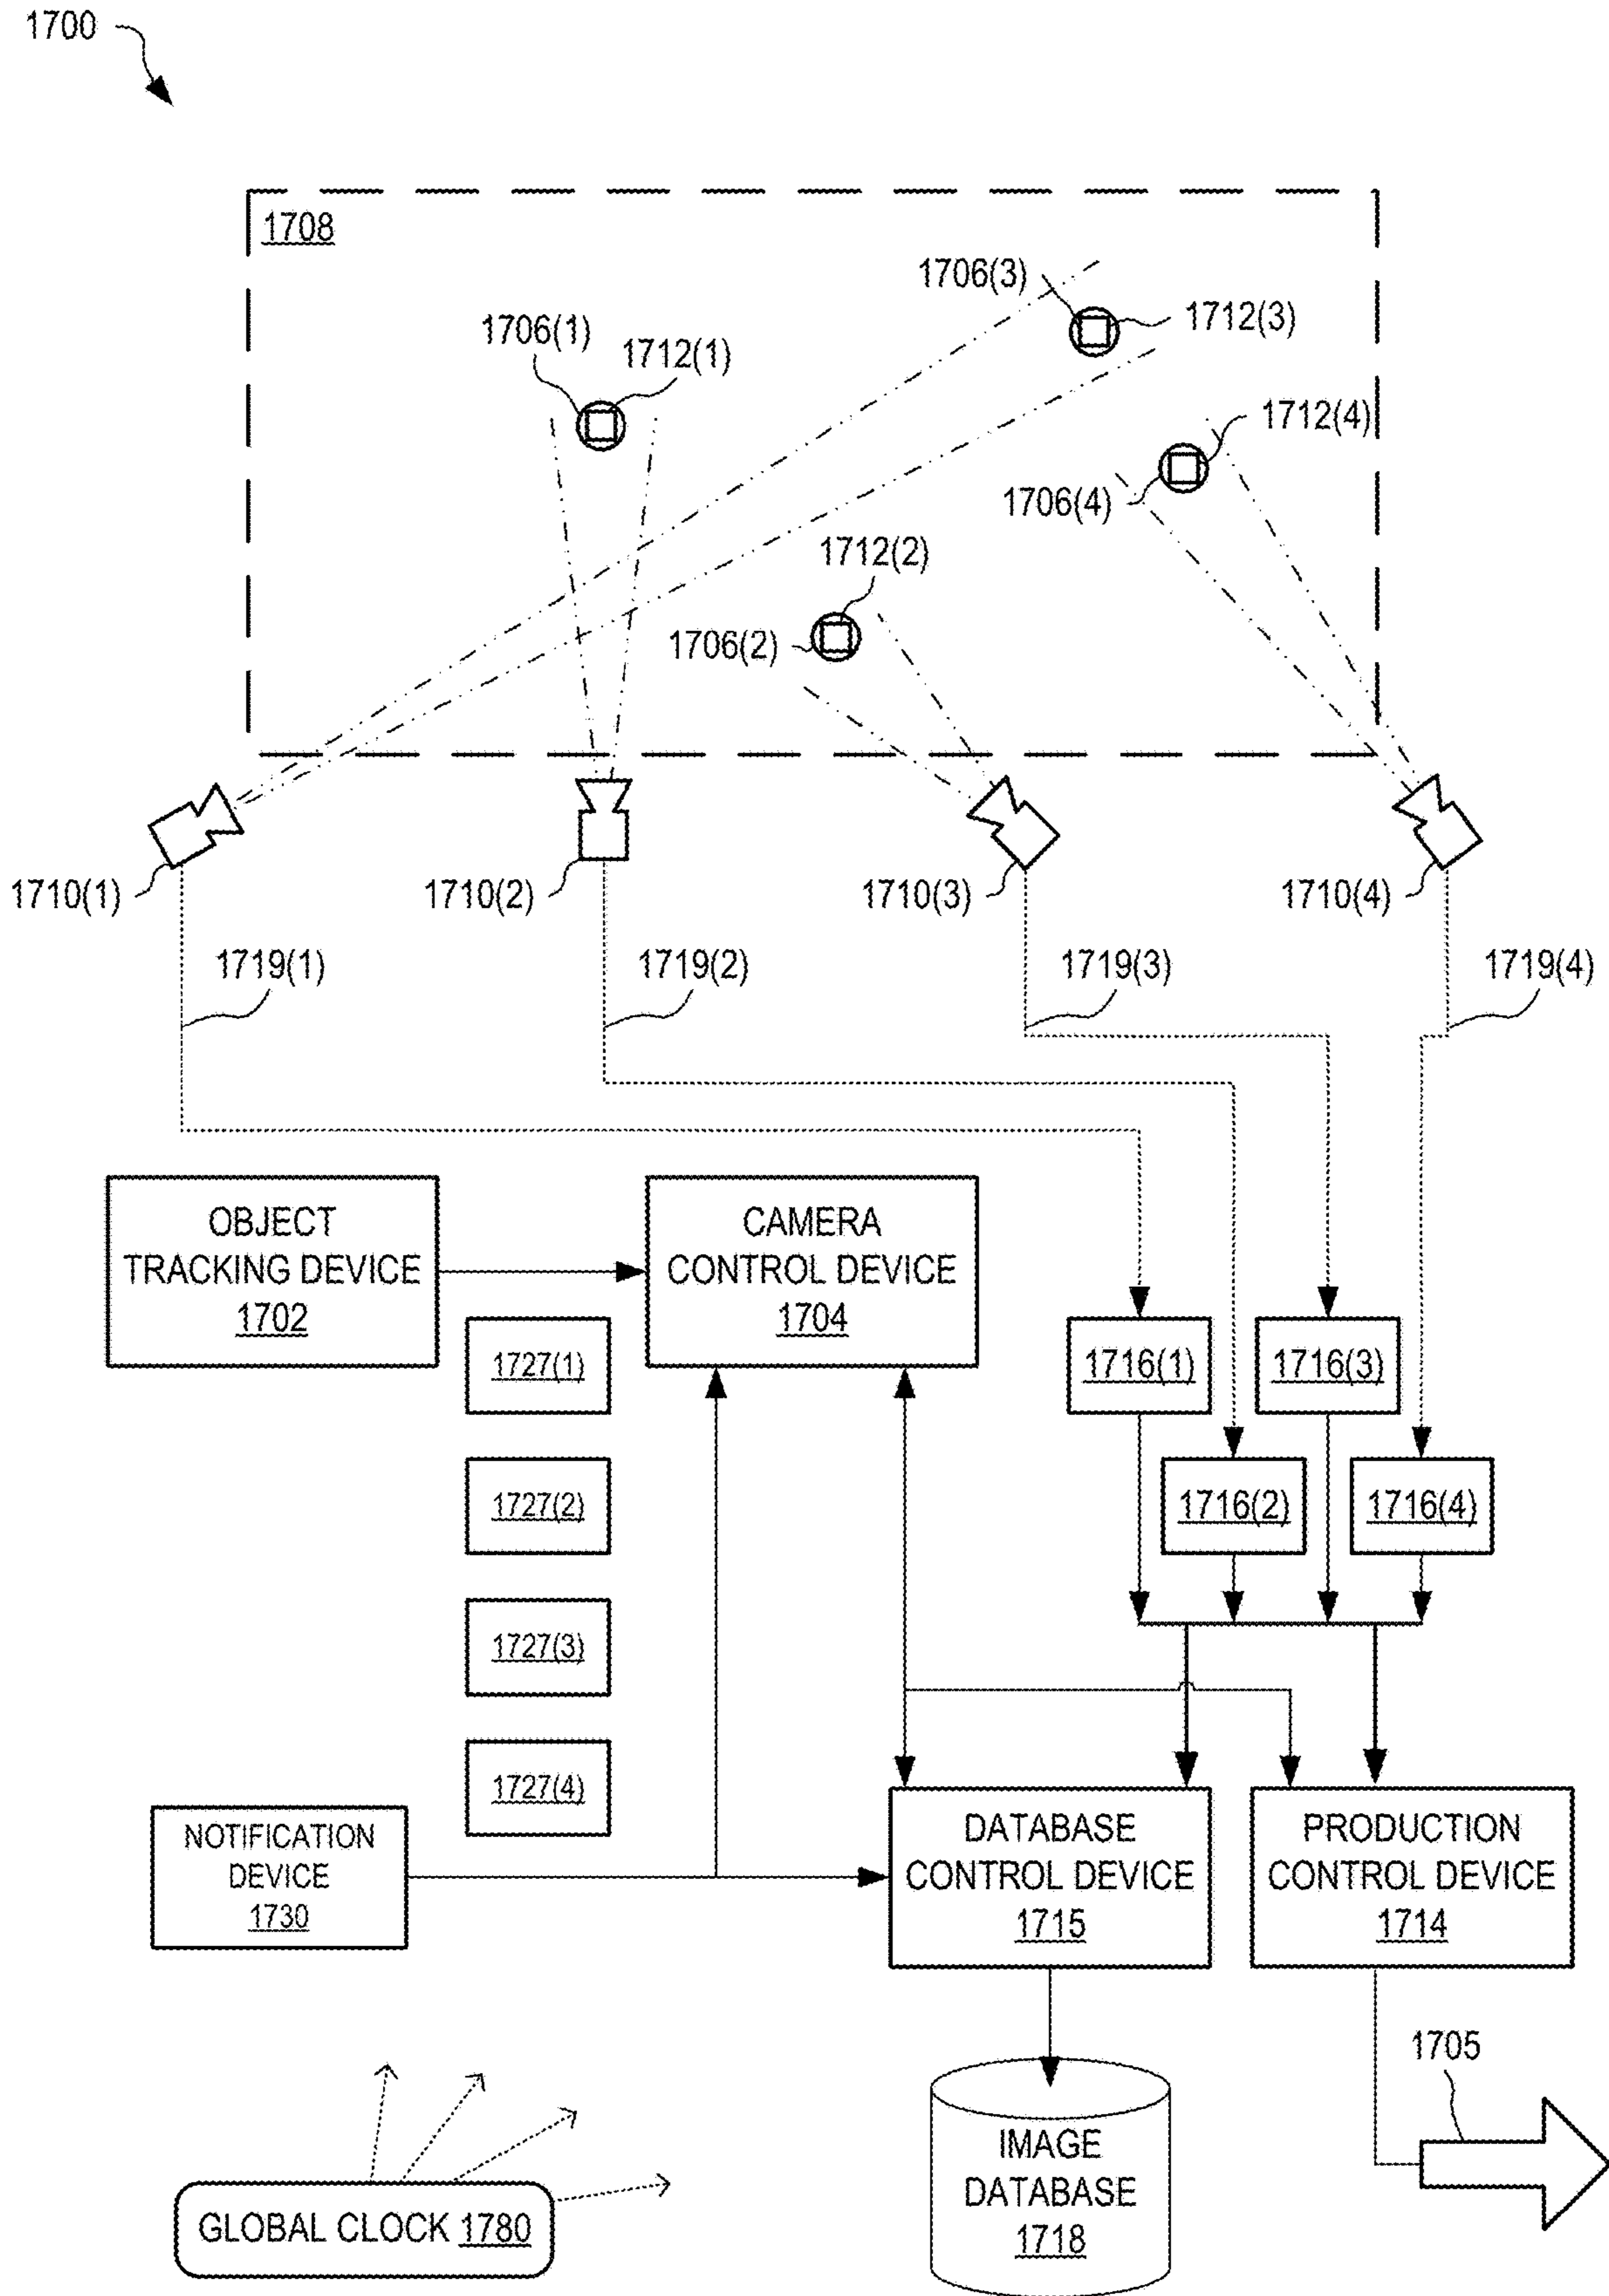 1700
1708
1706(3)
1712(3)
1706(1)
1712(1)
1712(4)
1706(4)
1712(2)
1706(2)
1710(1)
1710(2)
1710(3)
1710(4)
1719(1)
1719(2)
1719(3)
1719(4)
OBJECT
TRACKING DEVICE
1702
CAMERA
CONTROL DEVICE
1704
1727(1)
1716(1)
1716(3)
1727(2)
1716(2)
1716(4)
1727(3)
1727(4)
NOTIFICATION
DEVICE
1730
DATABASE
CONTROL DEVICE
1715
PRODUCTION
CONTROL DEVICE
1714
1705
IMAGE
DATABASE
1718
GLOBAL CLOCK 1780